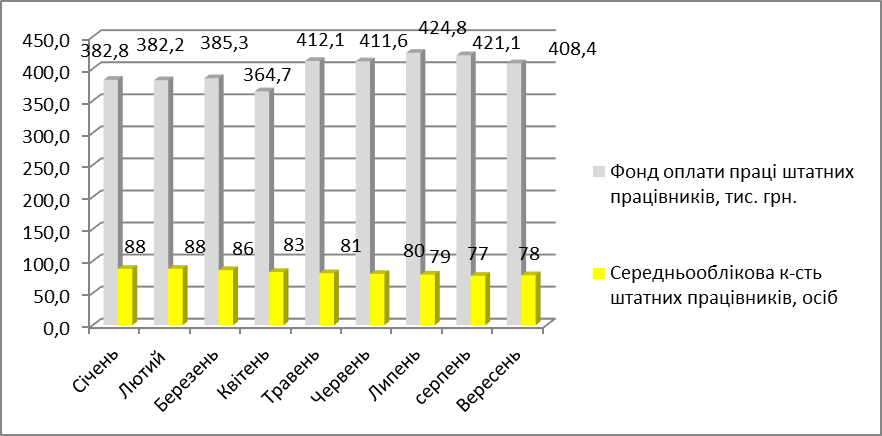 424,8
382,8 382,2 385,3 412,1 411,6 421,1 408,4
364,7
450,0
400,0
350,0
300,0
250,0
200,0
150,0
100,0
50,0
0,0
88 88 86 83 81 80 79 77 78
Січень
Лютий
Березень
Квітень
Травень
Червень
Липень
серпень
Вересень
Фонд оплати праці штатних
працівників, тис. грн.
Середньооблікова к-сть
штатних працівників, осіб